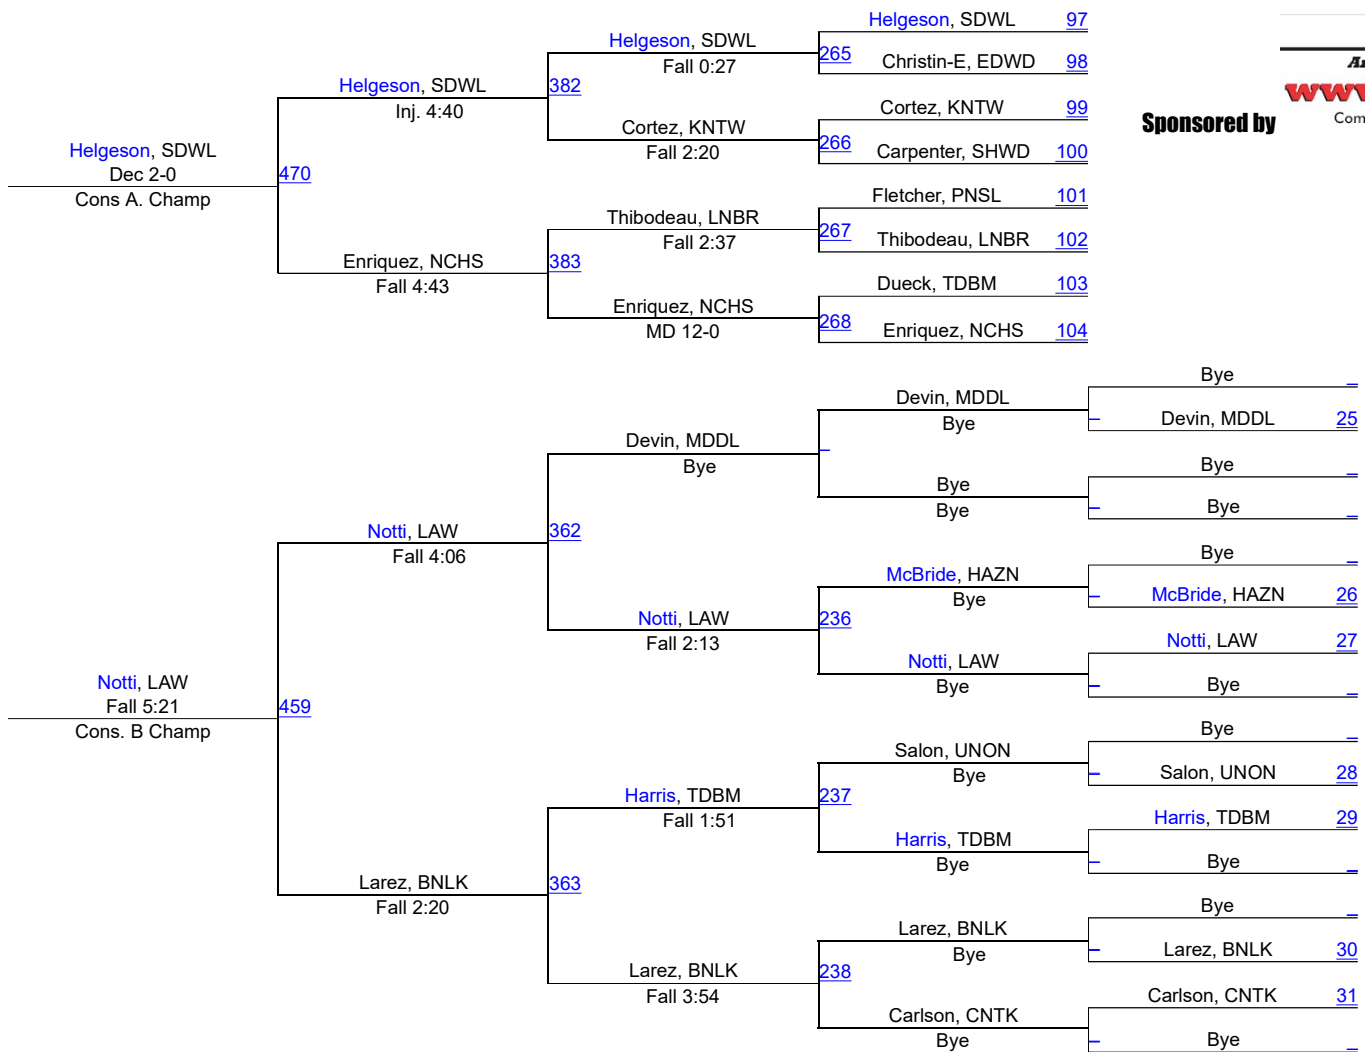 Helgeson, SDWL 97
Helgeson, SDWL
Fall 0:27
265
Christin-E, EDWD 98
Helgeson, SDWL
Inj. 4:40
382
Cortez, KNTW 99
Cortez, KNTW
Fall 2:20
266
Carpenter, SHWD 100
Sponsored by
www
Com
Helgeson, SDWL
Dec 2-0
Cons A. Champ
470
Fletcher, PNSL 101
Thibodeau, LNBR
Fall 2:37
267
Thibodeau, LNBR 102
Enriquez, NCHS
Fall 4:43
383
Dueck, TDBM 103
Enriquez, NCHS
MD 12-0
268
Enriquez, NCHS 104
Bye _
Devin, MDDL
Bye
_
Devin, MDDL 25
Devin, MDDL
Bye
_
Bye _
Bye
Bye
_
Bye _
Notti, LAW
Fall 4:06
362
Bye _
McBride, HAZN
Bye
_
McBride, HAZN 26
Notti, LAW
Fall 2:13
236
Notti, LAW 27
Notti, LAW
Bye
_
Bye _
Notti, LAW
Fall 5:21
Cons. B Champ
459
Bye _
Salon, UNON
Bye
_
Salon, UNON 28
Harris, TDBM
Fall 1:51
237
Harris, TDBM 29
Harris, TDBM
Bye
_
Bye _
Larez, BNLK
Fall 2:20
363
Bye _
Larez, BNLK
Bye
_
Larez, BNLK 30
Larez, BNLK
Fall 3:54
238
Carlson, CNTK 31
Carlson, CNTK
Bye
_
Bye _